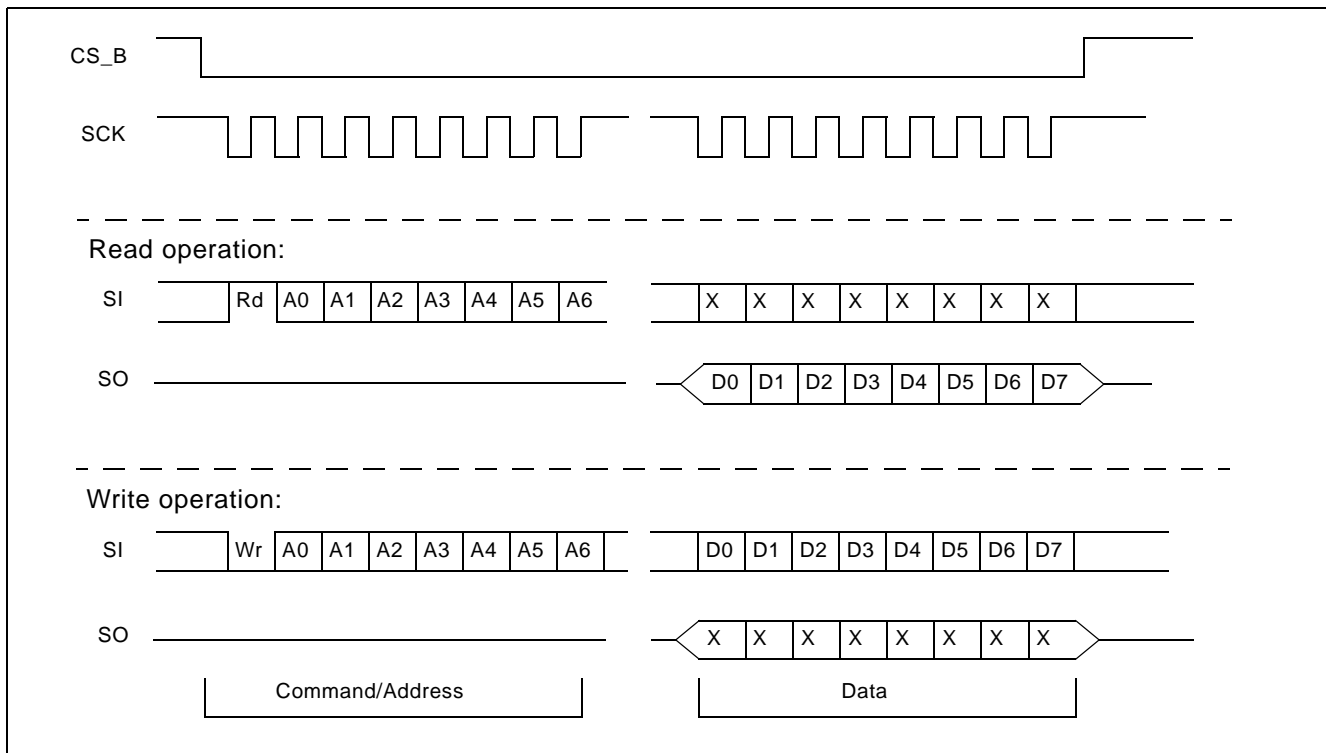 CS_B
SCK
Read operation:
SI Rd A0 A1 A2 A3 A4 A5 A6 X X X X X X X X
SO D0 D1 D2 D3 D4 D5 D6 D7
Write operation:
SI Wr A0 A1 A2 A3 A4 A5 A6 D0 D1 D2 D3 D4 D5 D6 D7
SO X X X X X X X X
Command/Address Data